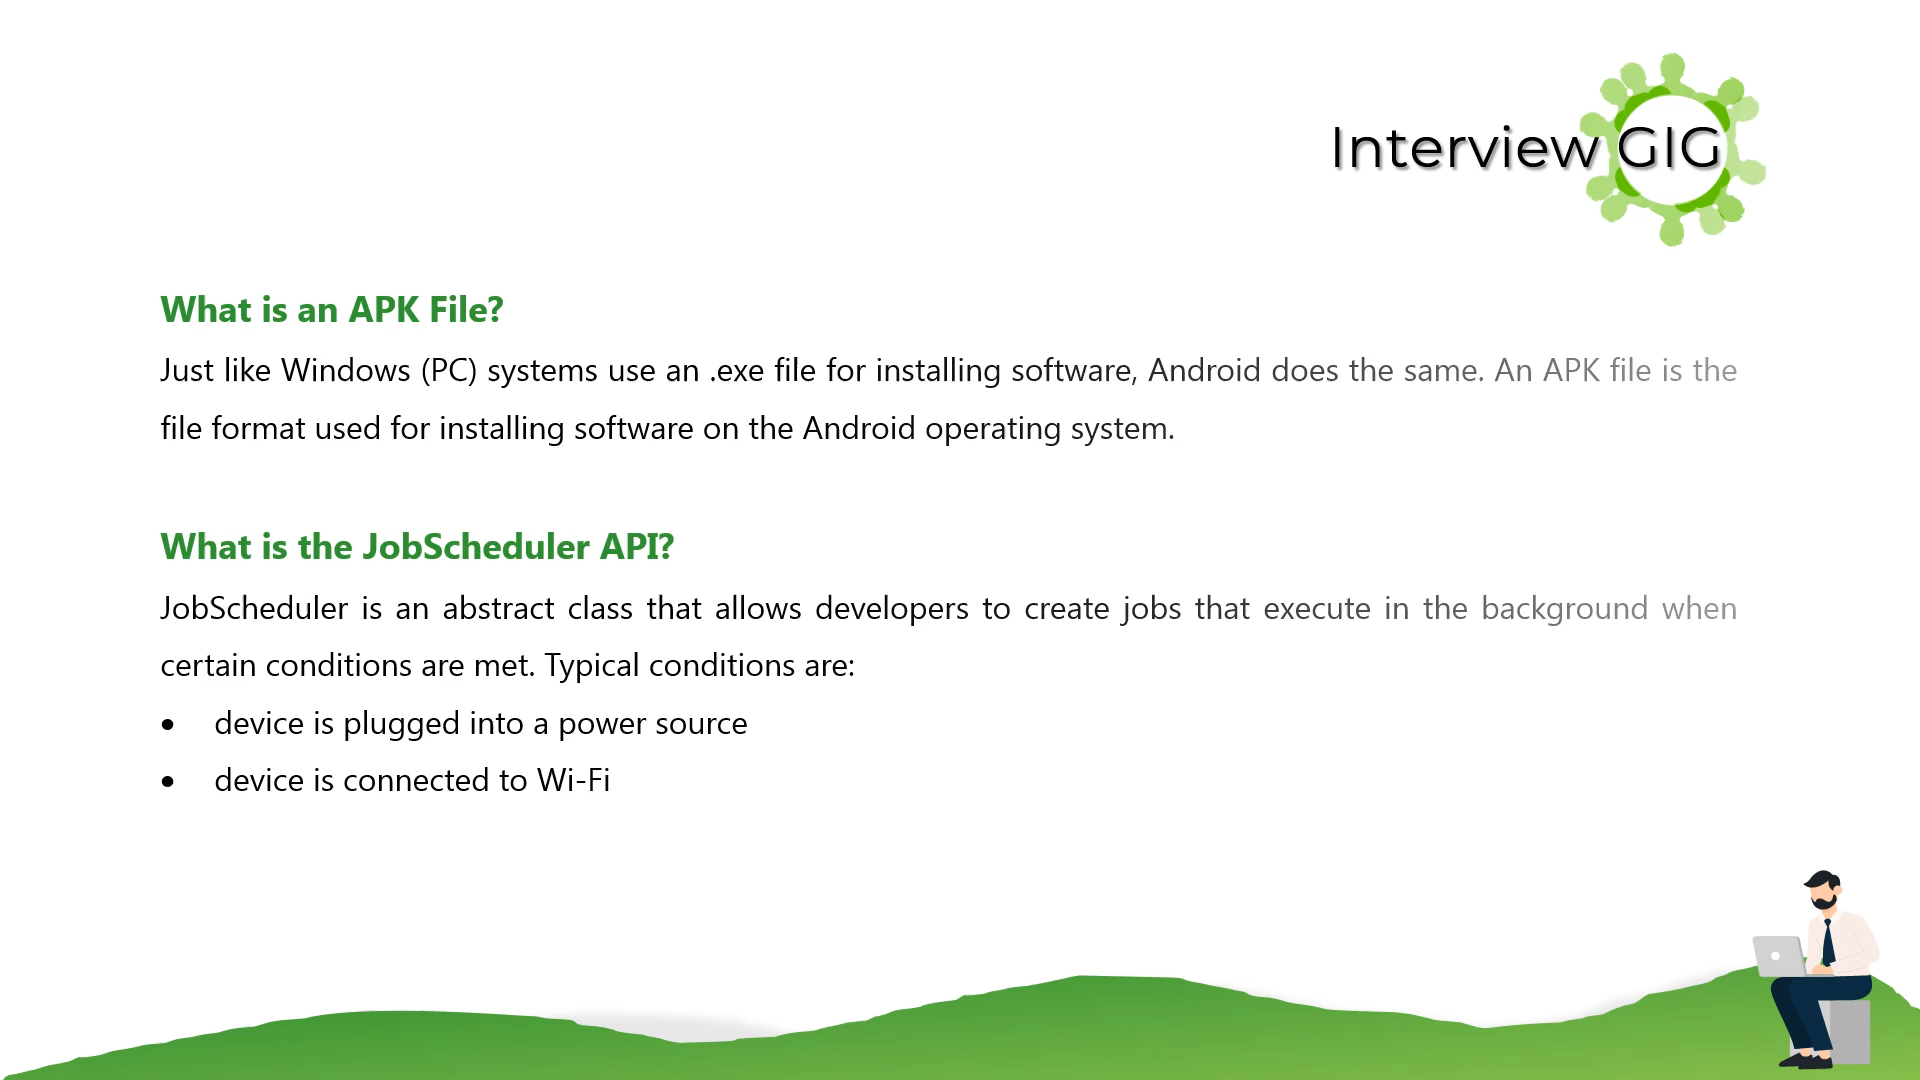 Interview GIG
What is an APK File?
Just like Windows (PC) systems use an .exe file for installing software, Android does the same. An APK file is the
file format used for installing software on the Android operating system.
What is the JobScheduler API?
JobScheduler is an abstract class that allows developers to create jobs that execute in the background when
certain conditions are met. Typical conditions are:
• device is plugged into a power source
• device is connected to Wi-Fi